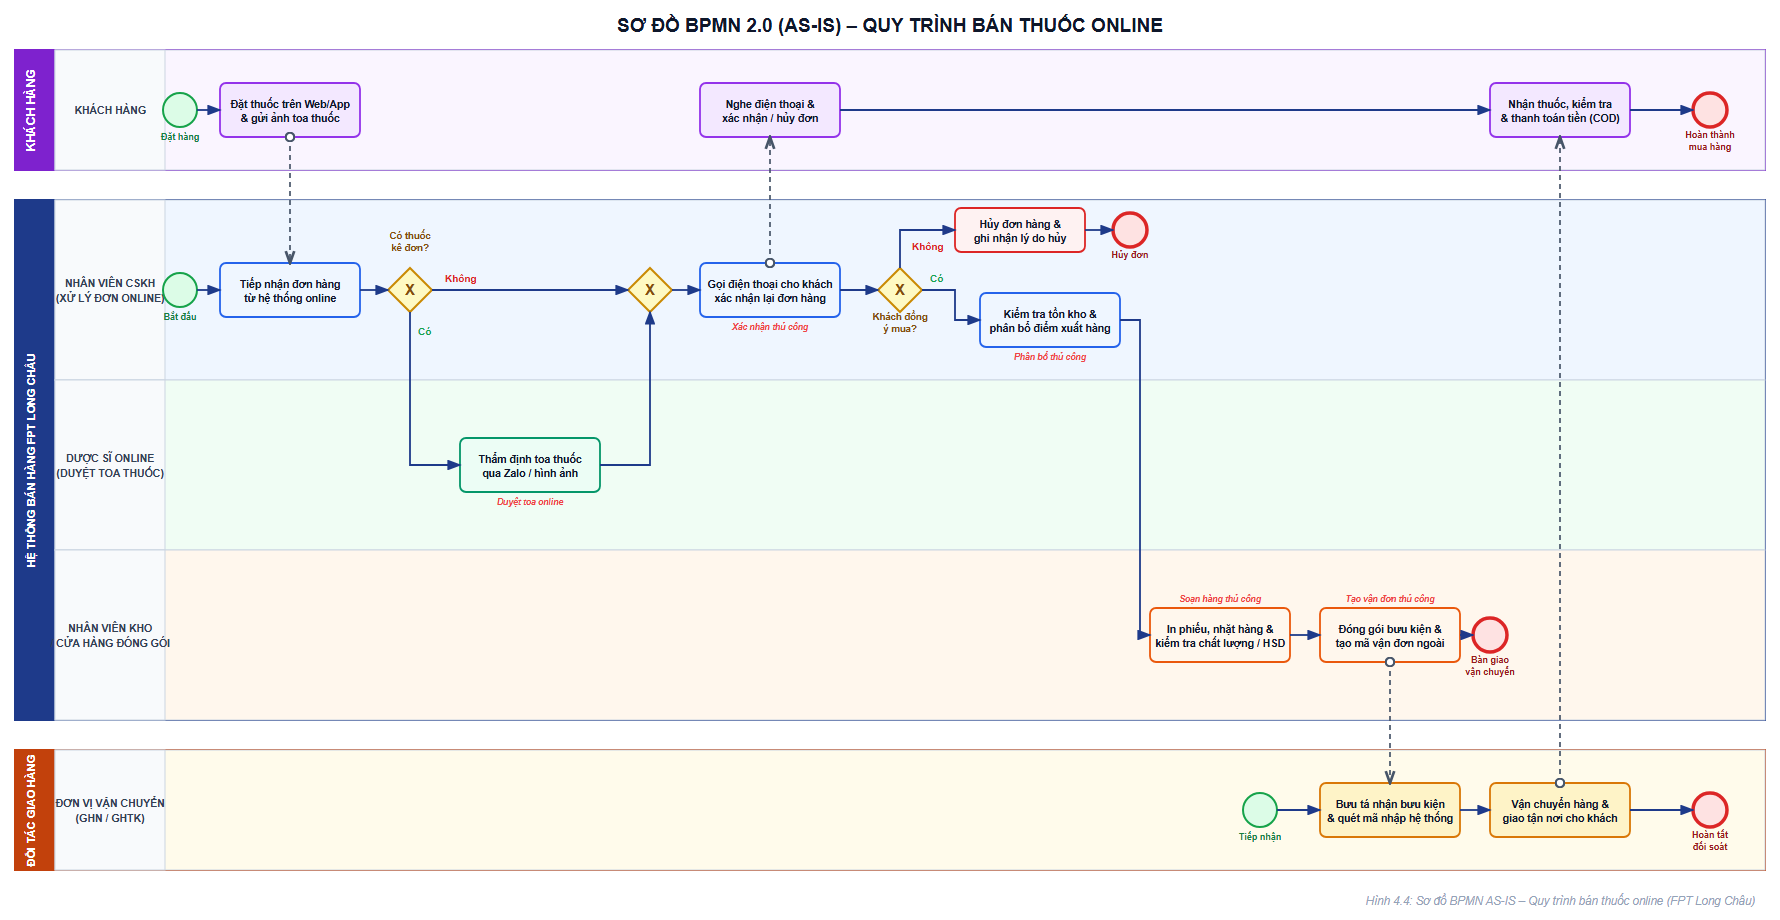 SƠ ĐỒ BPMN 2.0 (AS-IS) – QUY TRÌNH BÁN THUỐC ONLINE
KHÁCH HÀNG
KHÁCH HÀNG
Đặt hàng
Đặt thuốc trên Web/App
& gửi ảnh toa thuốc
Nghe điện thoại &
xác nhận / hủy đơn
Nhận thuốc, kiểm tra
& thanh toán tiền (COD)
Hoàn thành
mua hàng
HỆ THỐNG BÁN HÀNG FPT LONG CHÂU
NHÂN VIÊN CSKH
(XỬ LÝ ĐƠN ONLINE)
Bắt đầu
Tiếp nhận đơn hàng
từ hệ thống online
Có thuốc
kê đơn?
X
Không
Có
X
Gọi điện thoại cho khách
xác nhận lại đơn hàng
Xác nhận thủ công
X
Khách đồng
ý mua?
Không
Có
Hủy đơn hàng &
ghi nhận lý do hủy
Hủy đơn
Kiểm tra tồn kho &
phân bổ điểm xuất hàng
Phân bổ thủ công
DƯỢC SĨ ONLINE
(DUYỆT TOA THUỐC)
Thẩm định toa thuốc
qua Zalo / hình ảnh
Duyệt toa online
NHÂN VIÊN KHO
CỬA HÀNG ĐÓNG GÓI
Soạn hàng thủ công
In phiếu, nhặt hàng &
kiểm tra chất lượng / HSD
Tạo vận đơn thủ công
Đóng gói bưu kiện &
tạo mã vận đơn ngoài
Bàn giao
vận chuyển
ĐỐI TÁC GIAO HÀNG
ĐƠN VỊ VẬN CHUYỂN
(GHN / GHTK)
Tiếp nhận
Bưu tá nhận bưu kiện
& quét mã nhập hệ thống
Vận chuyển hàng &
giao tận nơi cho khách
Hoàn tất
đối soát
Hình 4.4: Sơ đồ BPMN AS-IS – Quy trình bán thuốc online (FPT Long Châu)